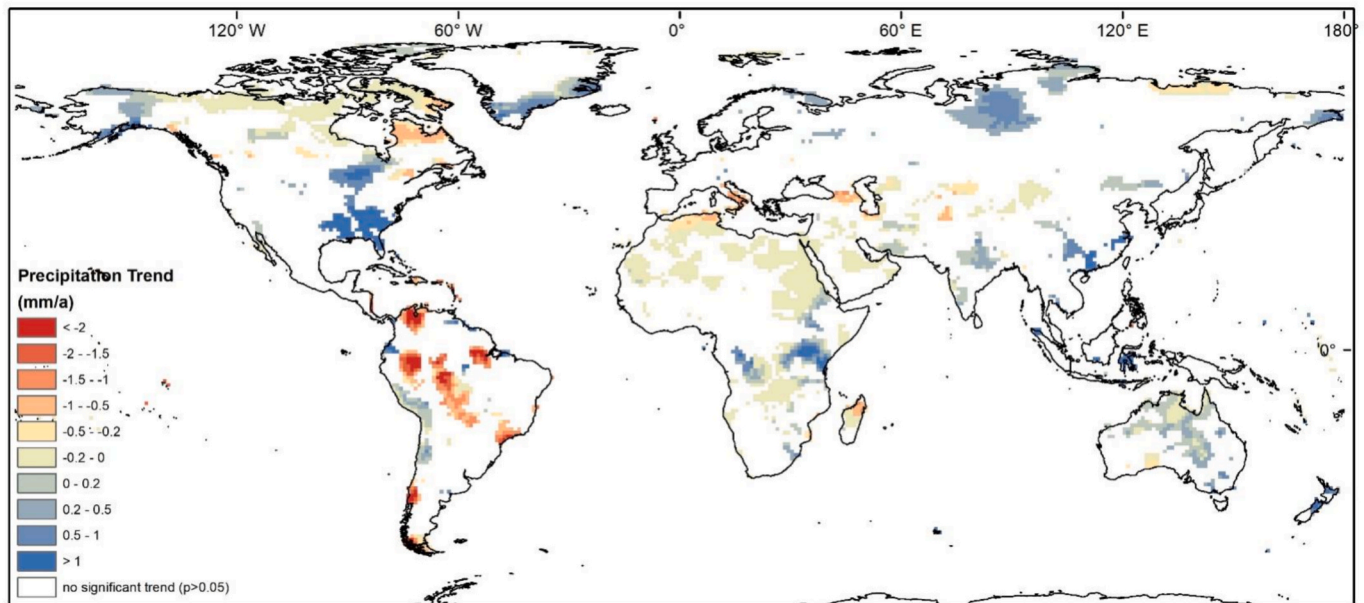 120° W 60° W 0° 60° E 120° E 180°
Precipitation Trend
(mm/a)
< -2
-2 - -1.5
-1.5 - -1
-1 - -0.5
-0.5 - -0.2
-0.2 - 0
0 - 0.2
0.2 - 0.5
0.5 - 1
> 1
no significant trend (p>0.05)
0°